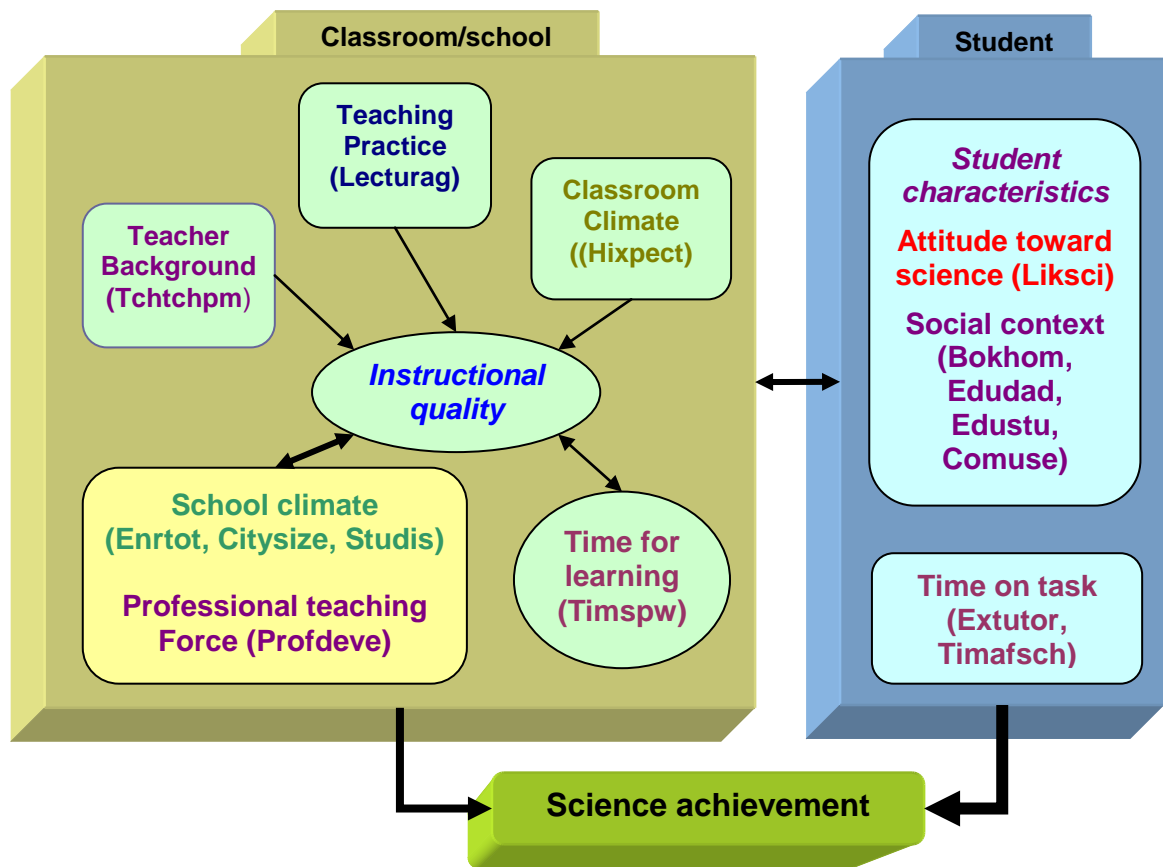 Classroom/school
Teaching
Practice
(Lecturag)
Classroom
Climate
((Hixpect)
Teacher
Background
(Tchtchpm)
Instructional
quality
School climate
(Enrtot, Citysize, Studis)
Professional teaching
Force (Profdeve)
Time for
learning
(Timspw)
Student
Student
characteristics
Attitude toward
science (Liksci)
Social context
(Bokhom,
Edudad,
Edustu,
Comuse)
Time on task
(Extutor,
Timafsch)
Science achievement